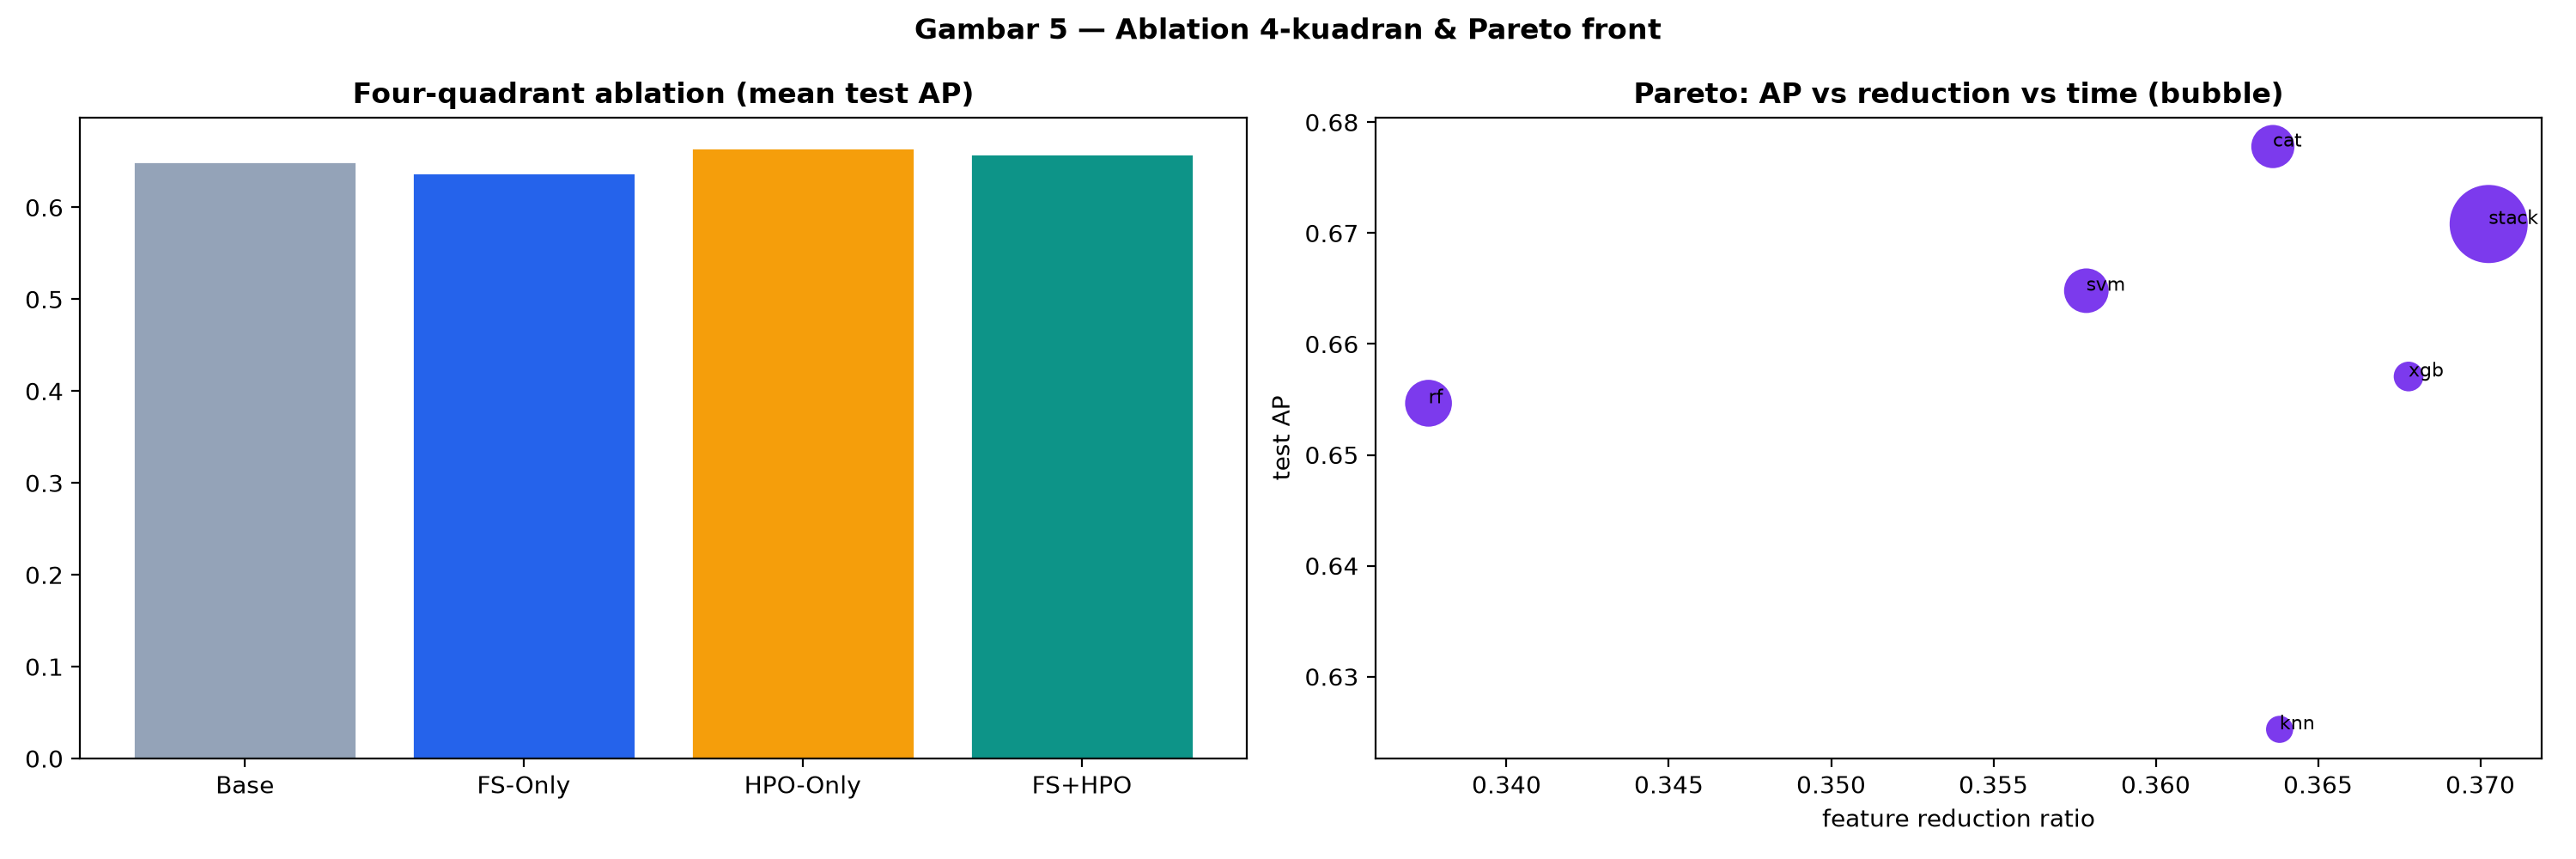 Gambar 5 — Ablation 4-kuadran & Pareto front
Four-quadrant ablation (mean test AP)
0.6
0.5
0.4
0.3
0.2
0.1
0.0
Base FS-Only HPO-Only FS+HPO
Pareto: AP vs reduction vs time (bubble)
test AP
0.68
0.67
0.66
0.65
0.64
0.63
cat
stack
svm
xgb
rf
knn
0.340 0.345 0.350 0.355 0.360 0.365 0.370
feature reduction ratio